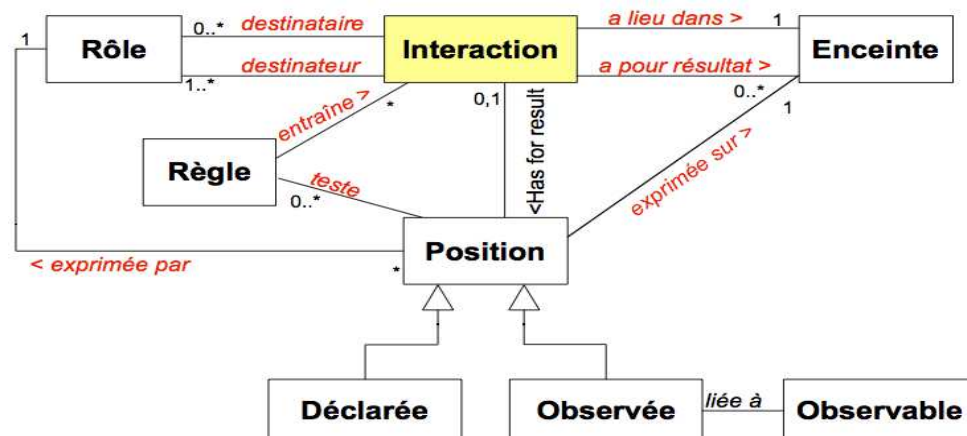 1 Rôle 0..* destinataire Interaction a lieu dans > 1 Enceinte
1..* destinateur a pour résultat >
entraîne > * 0,1 0..* 1
Règle teste 0..* <Has for result exprimée sur >
Position
< exprimée par *
Déclarée Observée liée à Observable